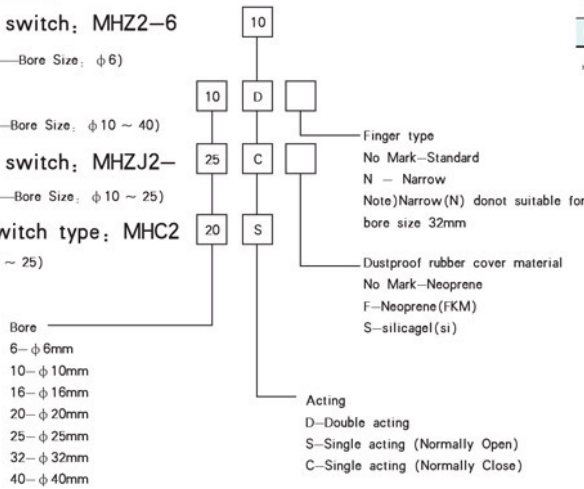 switch: MHZ2-6 10
—Bore Size: φ6)
10 D
—Bore Size: φ10 ~ 40)
Finger type
No Mark—Standard
N — Narrow
Note)Narrow(N) donot suitable for
bore size 32mm
switch: MHZJ2- 25 C
—Bore Size: φ10 ~ 25)
witch type: MHC2 20 S
~ 25)
Dustproof rubber cover material
No Mark—Neoprene
F—Neoprene(FKM)
S—silicagel(si)
Bore
6—φ6mm
10—φ10mm
16—φ16mm
20—φ20mm
25—φ25mm
32—φ32mm
40—φ40mm
Acting
D—Double acting
S—Single acting (Normally Open)
C—Single acting (Normally Close)